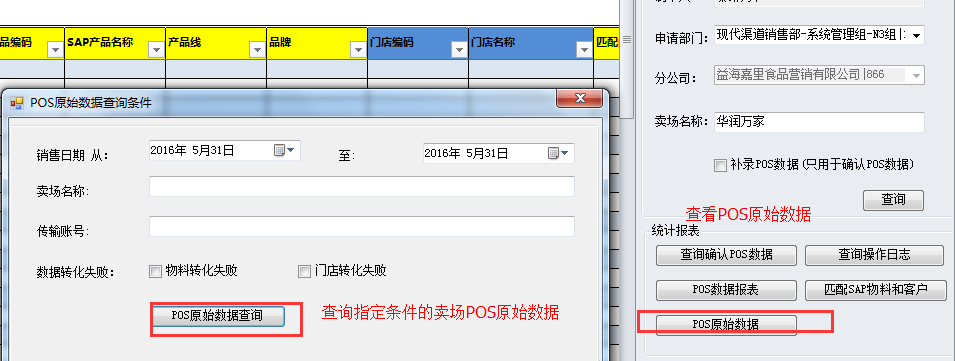 品编码 SAP产品名称 产品线 品牌 门店编码 门店名称 匹配
POS原始数据查询条件
销售日期 从: 2016年 5月31日 至: 2016年 5月31日
卖场名称:
传输账号:
数据转化失败: 物料转化失败 门店转化失败
POS原始数据查询 查询指定条件的卖场POS原始数据
申请部门: 现代渠道销售部-系统管理组-N3组|
分公司: 益海嘉里食品营销有限公司|866
卖场名称: 华润万家
补录POS数据(只用于确认POS数据)
查询
查看POS原始数据
统计报表
查询确认POS数据 查询操作日志
POS数据报表 匹配SAP物料和客户
POS原始数据